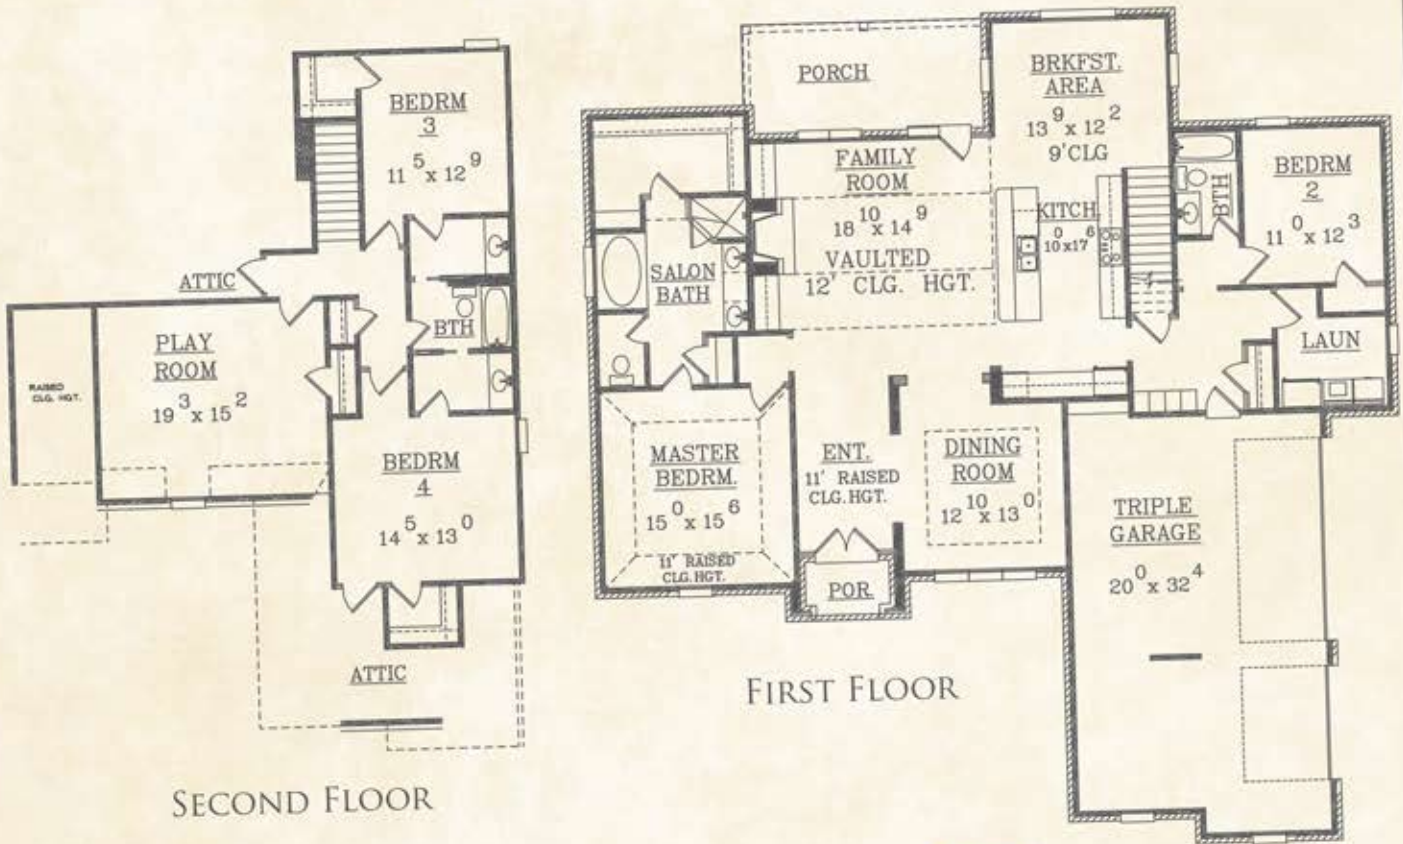 BEDRM
3
11 5 x 12 9
ATTIC
PLAY
ROOM
19 3 x 15 2
RAISED
CLG. HGT.
BTH
BEDRM
4
14 5 x 13 0
ATTIC
SECOND FLOOR
PORCH
BRKFST.
AREA
13 9 x 12 2
9' CLG
FAMILY
ROOM
18 10 x 14 9
VAULTED
12' CLG. HGT.
KITCH.
10 0 x 17 6
BTH
BEDRM
2
11 0 x 12 3
SALON
BATH
LAUN
MASTER
BEDRM.
15 0 x 15 6
11' RAISED
CLG. HGT.
ENT.
11' RAISED
CLG. HGT.
DINING
ROOM
12 10 x 13 0
POR.
TRIPLE
GARAGE
20 0 x 32 4
FIRST FLOOR